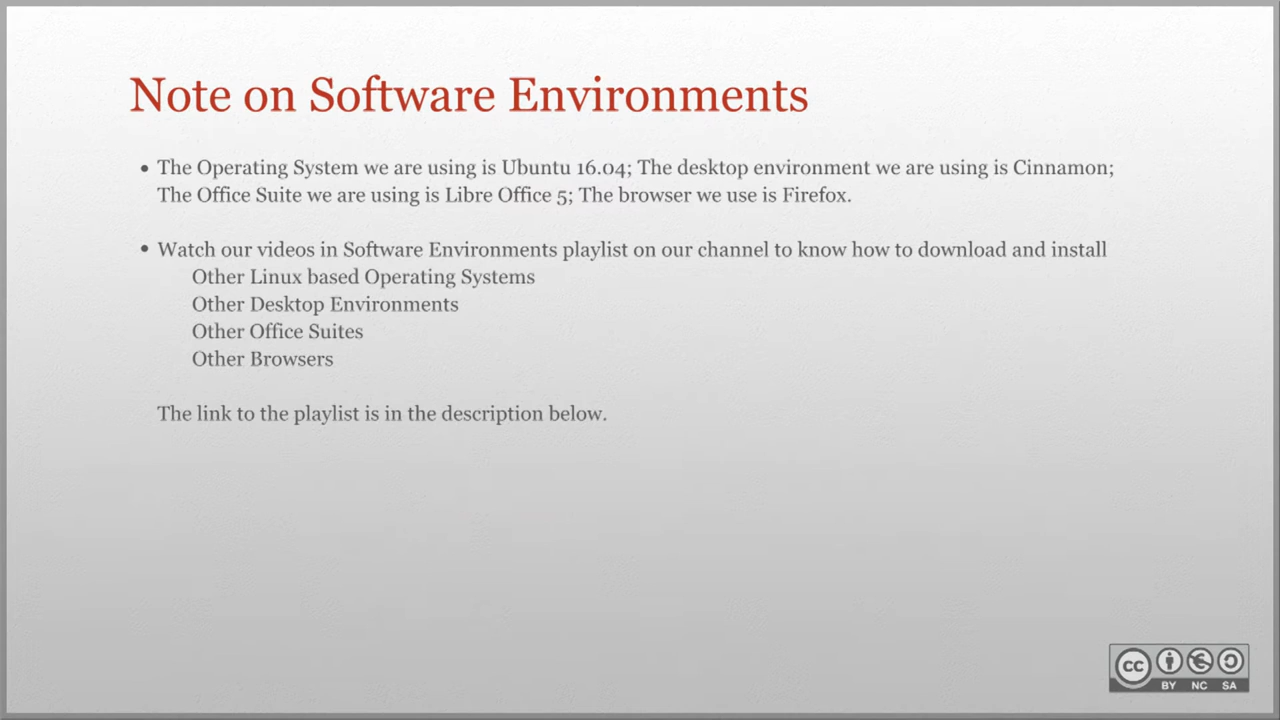 Note on Software Environments
• The Operating System we are using is Ubuntu 16.04; The desktop environment we are using is Cinnamon;
The Office Suite we are using is Libre Office 5; The browser we use is Firefox.
• Watch our videos in Software Environments playlist on our channel to know how to download and install
Other Linux based Operating Systems
Other Desktop Environments
Other Office Suites
Other Browsers
The link to the playlist is in the description below.
cc
BY NC SA